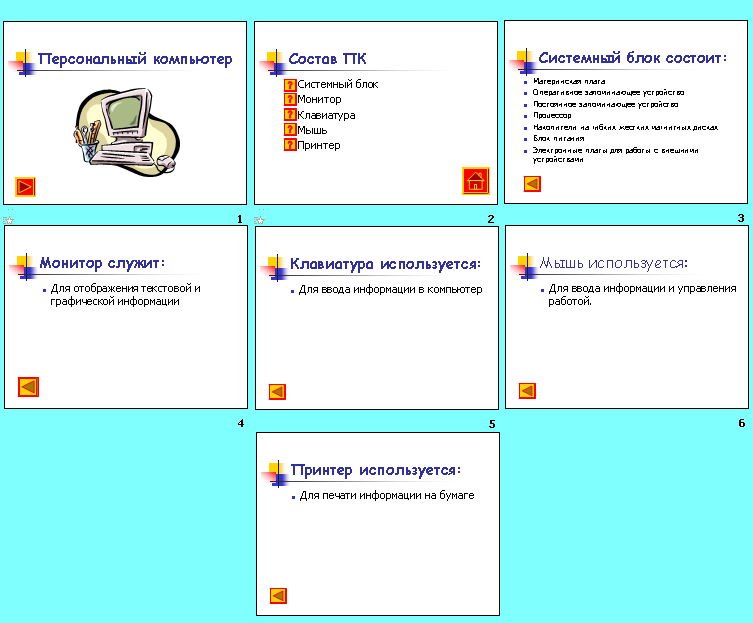 Персональный компьютер
1
Состав ПК
? Системный блок
? Монитор
? Клавиатура
? Мышь
? Принтер
2
Системный блок состоит:
Материнская плата
Оперативное запоминающее устройство
Постоянное запоминающее устройство
Процессор
Накопители на гибких жестких магнитных дисках
Блок питания
Электронные платы для работы с внешними
устройствами
3
Монитор служит:
Для отображения текстовой и
графической информации
4
Клавиатура используется:
Для ввода информации в компьютер
5
Мышь используется:
Для ввода информации и управления
работой.
6
Принтер используется:
Для печати информации на бумаге